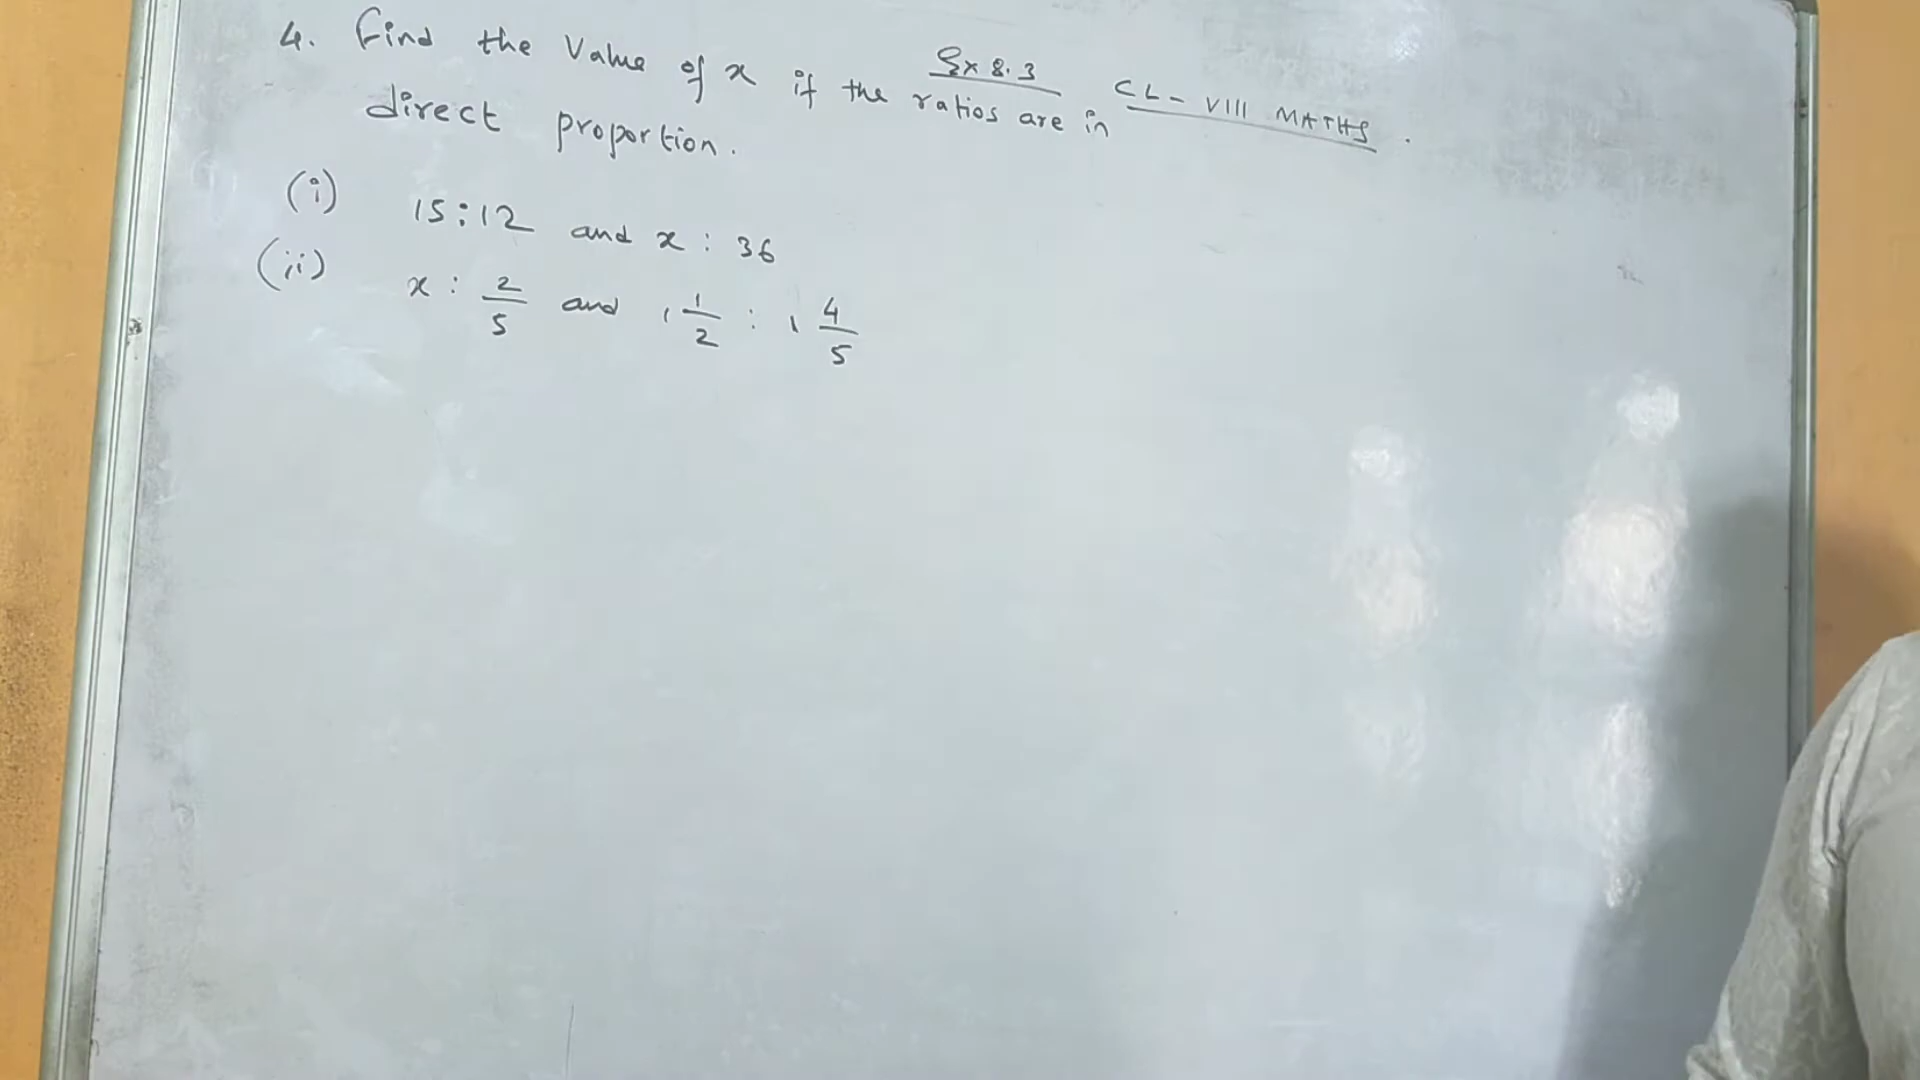 Ex 8.3
CL - VIII MATHS.
4. Find the Value of x if the ratios are in
direct proportion.
(i) 15:12 and x : 36
(ii) x : 2/5 and 1 1/2 : 1 4/5